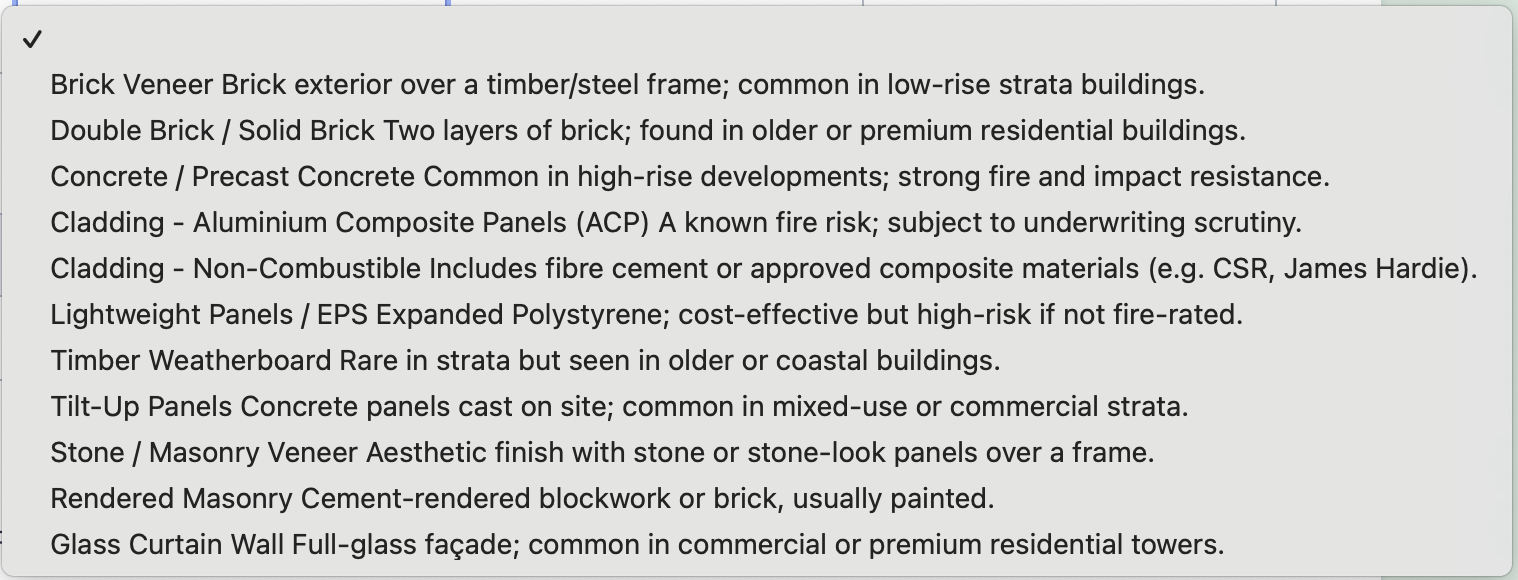 ✓
Brick Veneer Brick exterior over a timber/steel frame; common in low-rise strata buildings.
Double Brick / Solid Brick Two layers of brick; found in older or premium residential buildings.
Concrete / Precast Concrete Common in high-rise developments; strong fire and impact resistance.
Cladding - Aluminium Composite Panels (ACP) A known fire risk; subject to underwriting scrutiny.
Cladding - Non-Combustible Includes fibre cement or approved composite materials (e.g. CSR, James Hardie).
Lightweight Panels / EPS Expanded Polystyrene; cost-effective but high-risk if not fire-rated.
Timber Weatherboard Rare in strata but seen in older or coastal buildings.
Tilt-Up Panels Concrete panels cast on site; common in mixed-use or commercial strata.
Stone / Masonry Veneer Aesthetic finish with stone or stone-look panels over a frame.
Rendered Masonry Cement-rendered blockwork or brick, usually painted.
Glass Curtain Wall Full-glass façade; common in commercial or premium residential towers.